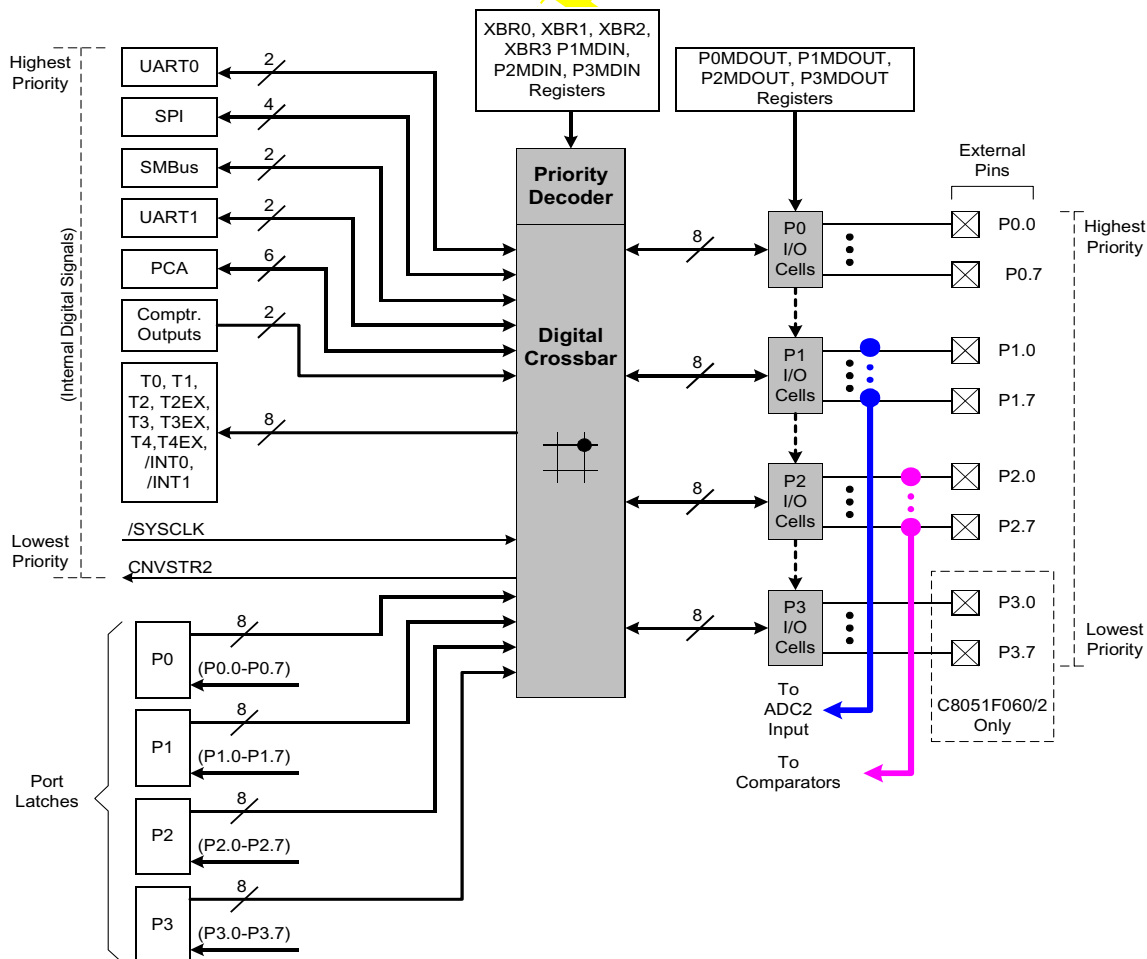 XBR0, XBR1, XBR2,
XBR3 P1MDIN,
P2MDIN, P3MDIN
Registers
P0MDOUT, P1MDOUT,
P2MDOUT, P3MDOUT
Registers
Highest
Priority
(Internal Digital Signals)
Lowest
Priority
UART0
2
SPI
4
SMBus
2
UART1
2
PCA
6
Comptr.
Outputs
2
T0, T1,
T2, T2EX,
T3, T3EX,
T4,T4EX,
/INT0,
/INT1
8
/SYSCLK
CNVSTR2
Port
Latches
P0
8
(P0.0-P0.7)
P1
8
(P1.0-P1.7)
P2
8
(P2.0-P2.7)
P3
8
(P3.0-P3.7)
Priority
Decoder
Digital
Crossbar
8
8
8
8
P0
I/O
Cells
P1
I/O
Cells
P2
I/O
Cells
P3
I/O
Cells
External
Pins
P0.0
P0.7
P1.0
P1.7
P2.0
P2.7
P3.0
P3.7
C8051F060/2
Only
Highest
Priority
Lowest
Priority
To
ADC2
Input
To
Comparators